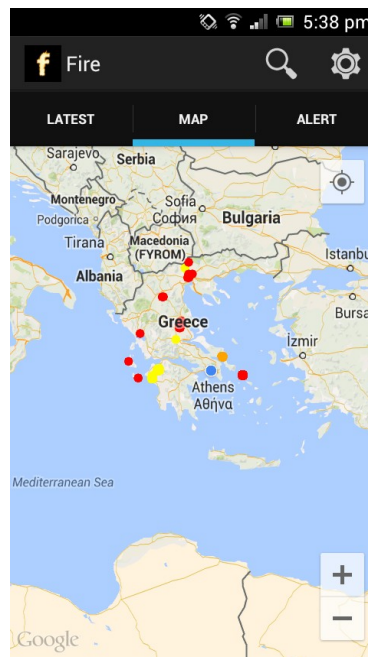 5:38 pm
f Fire
LATEST MAP ALERT
Sarajevo
Serbia
Montenegro
Sofia
София
Podgorica
Bulgaria
Tirana
Macedonia
(FYROM)
Istanbu
Albania
Bursa
Greece
İzmir
Athens
Αθήνα
Mediterranean Sea
+
−
Google